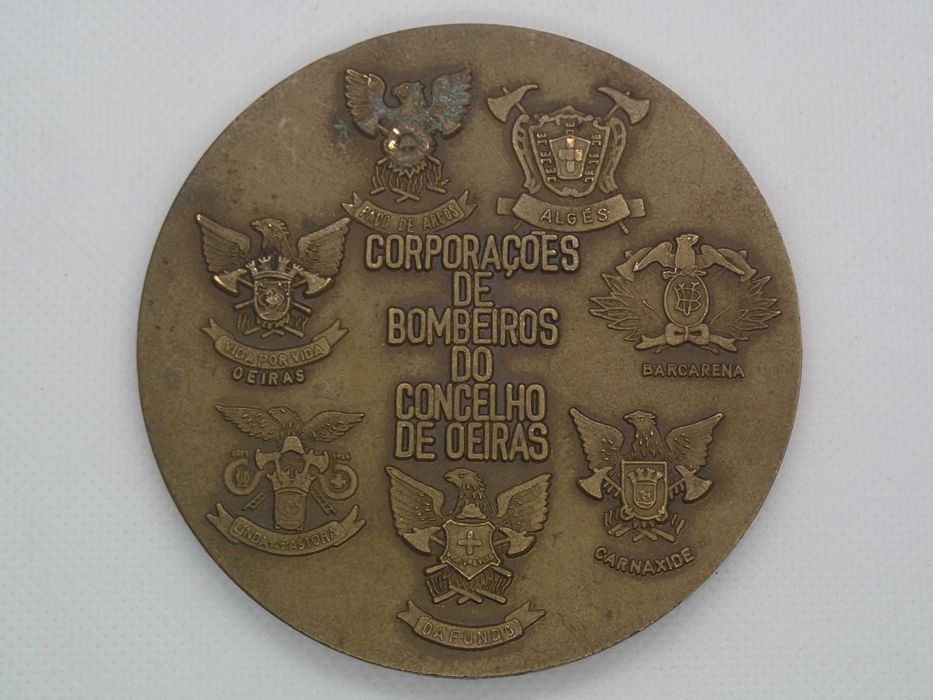 PAÇO DE ARCOS
ALGÉS
CORPORAÇÕES
DE
BOMBEIROS
DO
CONCELHO
DE OEIRAS
VIDA POR VIDA
OEIRAS
BARCARENA
LINDA-A-PASTORA
CARNAXIDE
DAFUNDO